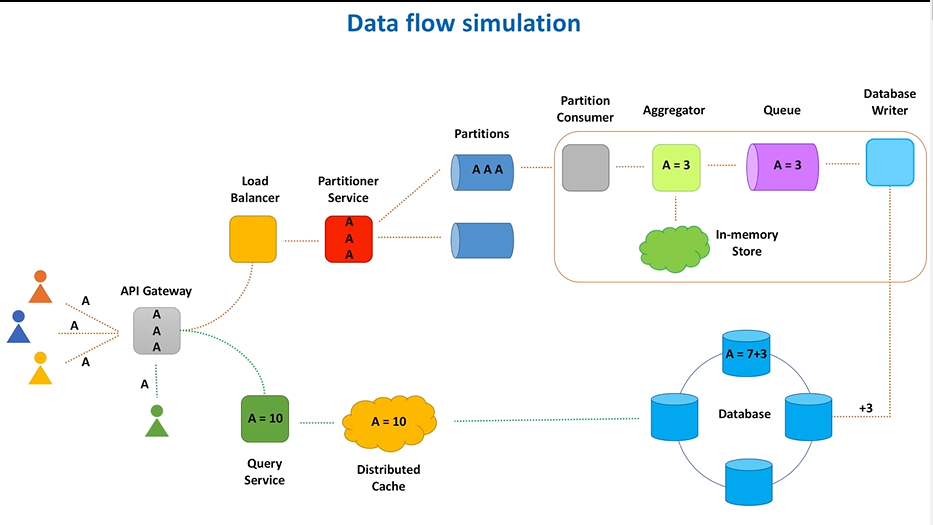 Data flow simulation
Database
Writer
Partition
Consumer
Aggregator
Queue
Partitions
A A A
A = 3
A = 3
Load
Balancer
Partitioner
Service
A
A
A
In-memory
Store
API Gateway
A
A
A
A
A
A
A
A = 10
Query
Service
A = 10
Distributed
Cache
A = 7+3
Database
+3